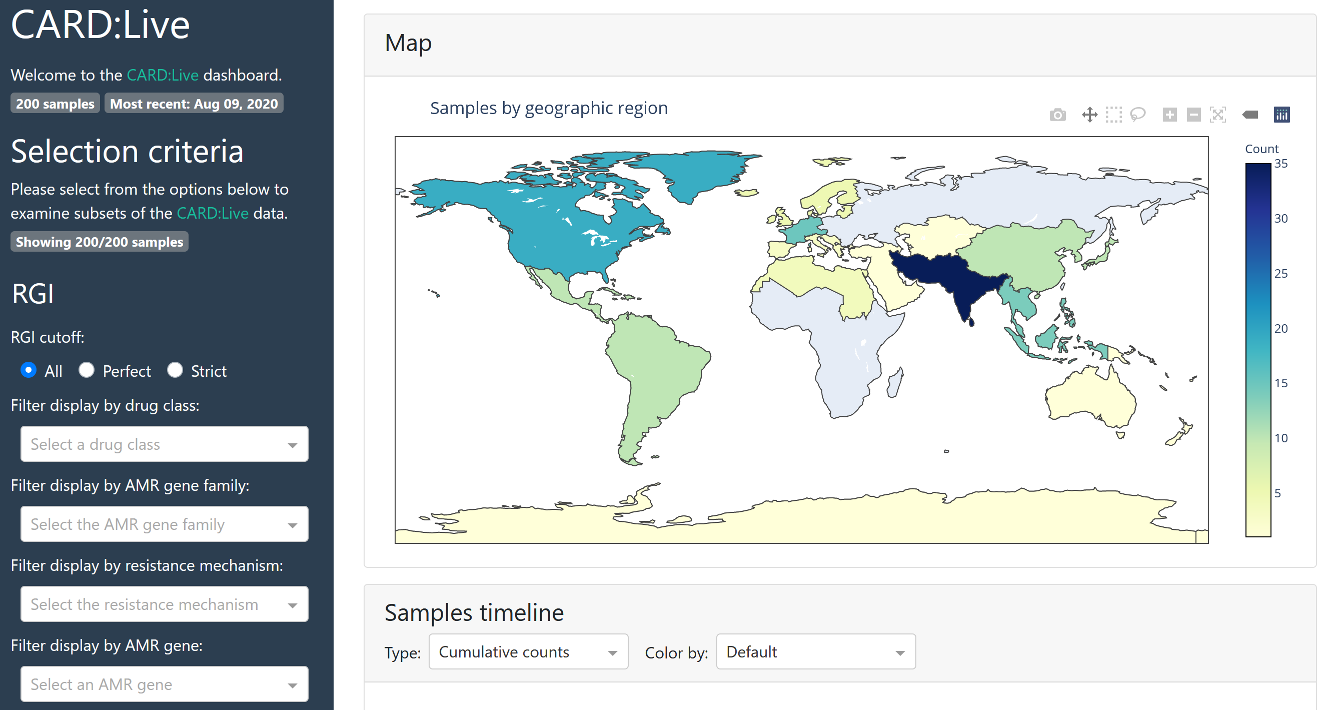 CARD:Live
Welcome to the CARD:Live dashboard.
200 samples Most recent: Aug 09, 2020
Selection criteria
Please select from the options below to
examine subsets of the CARD:Live data.
Showing 200/200 samples
RGI
RGI cutoff:
All Perfect Strict
Filter display by drug class:
Select a drug class
Filter display by AMR gene family:
Select the AMR gene family
Filter display by resistance mechanism:
Select the resistance mechanism
Filter display by AMR gene:
Select an AMR gene
Map
Samples by geographic region
Count
35
30
25
20
15
10
5
Samples timeline
Type: Cumulative counts Color by: Default